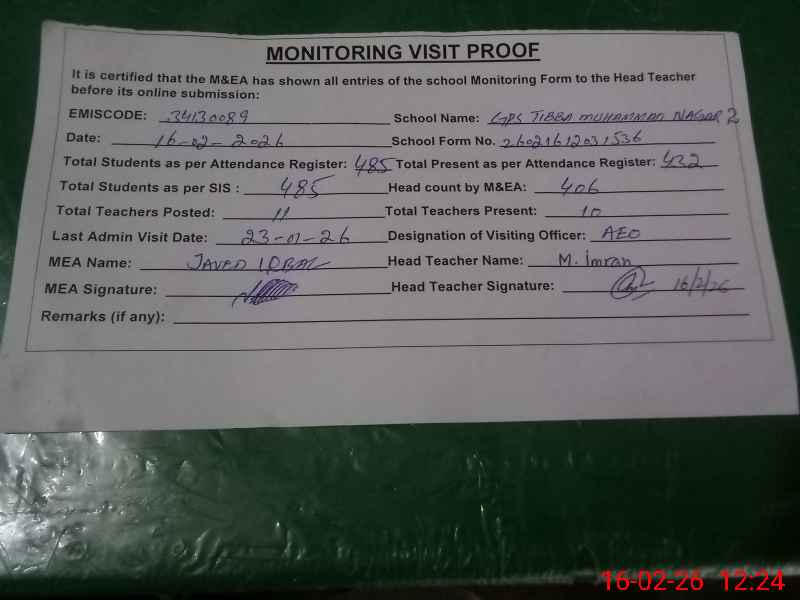 MONITORING VISIT PROOF
It is certified that the M&EA has shown all entries of the school Monitoring Form to the Head Teacher
before its online submission:
EMISCODE: 34130089 School Name: GPS TIBBA MUHAMMAD NAGAR 2
Date: 16-02-2026 School Form No. 26021612031536
Total Students as per Attendance Register: 485 Total Present as per Attendance Register: 432
Total Students as per SIS : 485 Head count by M&EA: 406
Total Teachers Posted: 11 Total Teachers Present: 10
Last Admin Visit Date: 23-01-26 Designation of Visiting Officer: AEO
MEA Name: JAVED IQBAL Head Teacher Name: M. Imran
MEA Signature: Head Teacher Signature: 16/2/26
Remarks (if any):
16-02-26 12:24